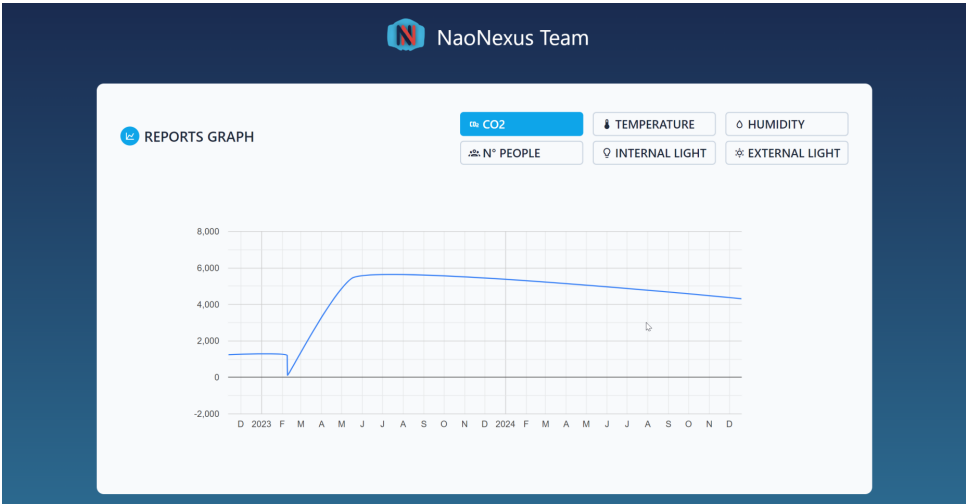 NaoNexus Team
REPORTS GRAPH
CO2 CO2
TEMPERATURE
HUMIDITY
N° PEOPLE
INTERNAL LIGHT
EXTERNAL LIGHT
8,000
6,000
4,000
2,000
0
-2,000
D 2023 F M A M J J A S O N D 2024 F M A M J J A S O N D